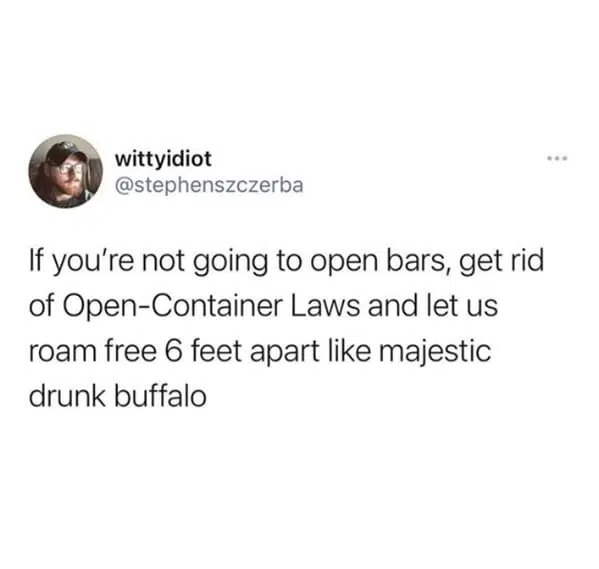 wittyidiot
@stephenszczerba
If you're not going to open bars, get rid
of Open-Container Laws and let us
roam free 6 feet apart like majestic
drunk buffalo